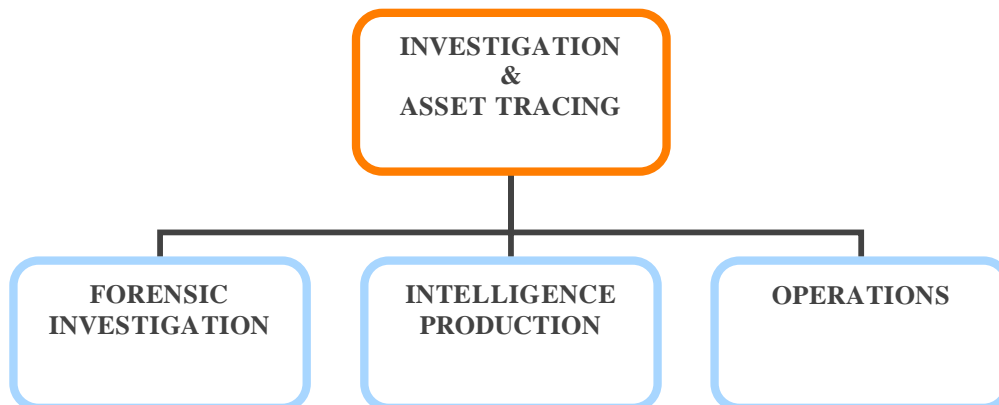 INVESTIGATION
&
ASSET TRACING
FORENSIC
INVESTIGATION
INTELLIGENCE
PRODUCTION
OPERATIONS